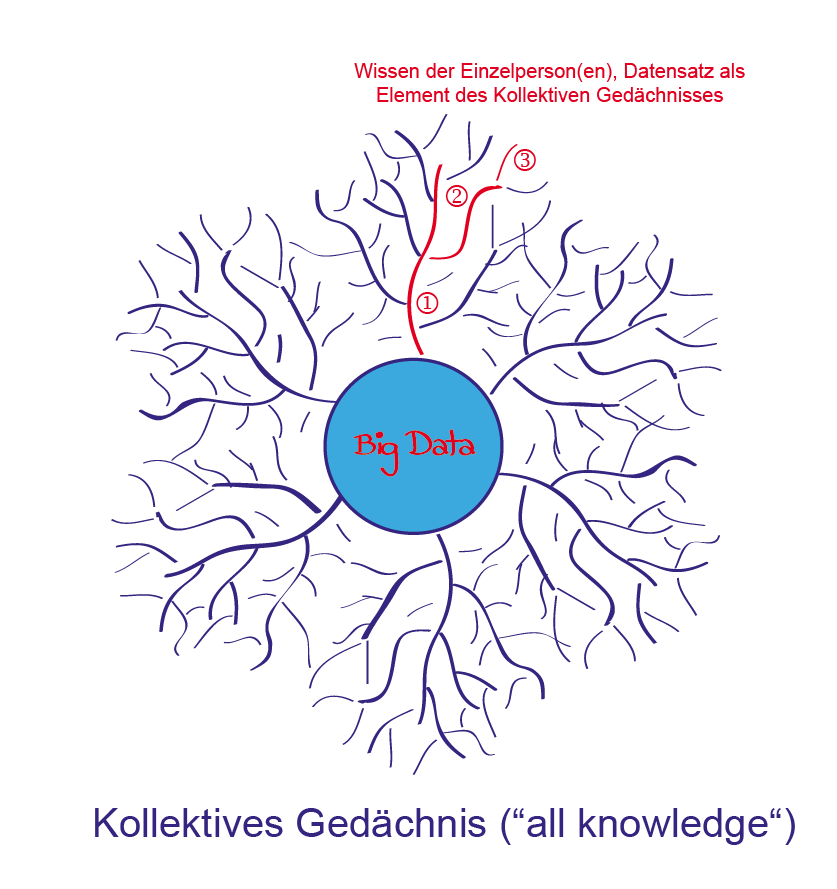 Wissen der Einzelperson(en), Datensatz als
Element des Kollektiven Gedächnisses
③
②
①
Big Data
Kollektives Gedächnis (“all knowledge“)